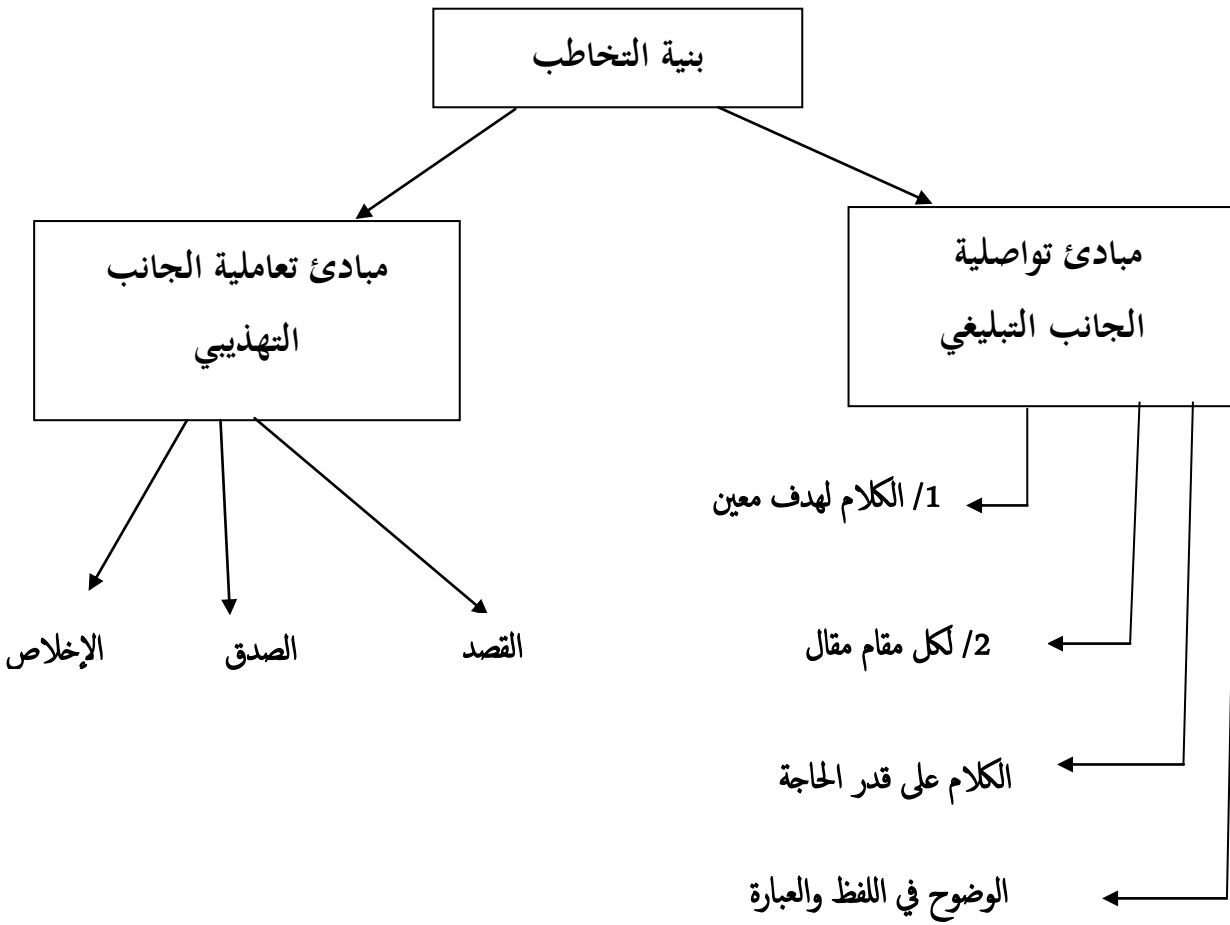 بنية التخاطب
مبادئ تواصلية
الجانب التبليغي
مبادئ تعاملية الجانب
التهذيبي
1/ الكلام لهدف معين
2/ لكل مقام مقال
الكلام على قدر الحاجة
الوضوح في اللفظ والعبارة
القصد
الصدق
الإخلاص